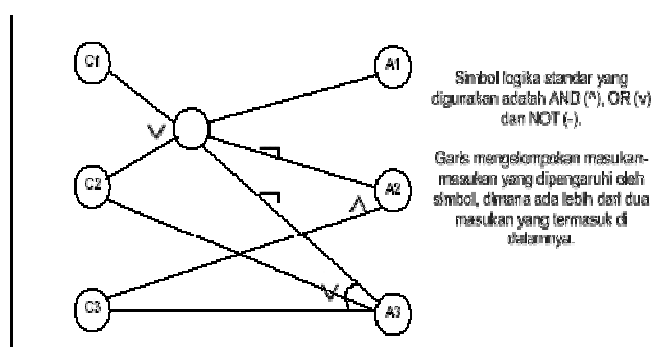 C1
A1
C2
A2
C3
A3
V
¬
¬
^
V
Simbol logika standar yang
digunakan adalah AND (^), OR (v)
dan NOT (-).
Garis mengelompokan masukan-
masukan yang dipengaruhi oleh
simbol, dimana ada lebih dari dua
masukan yang termasuk di
dalamnya.